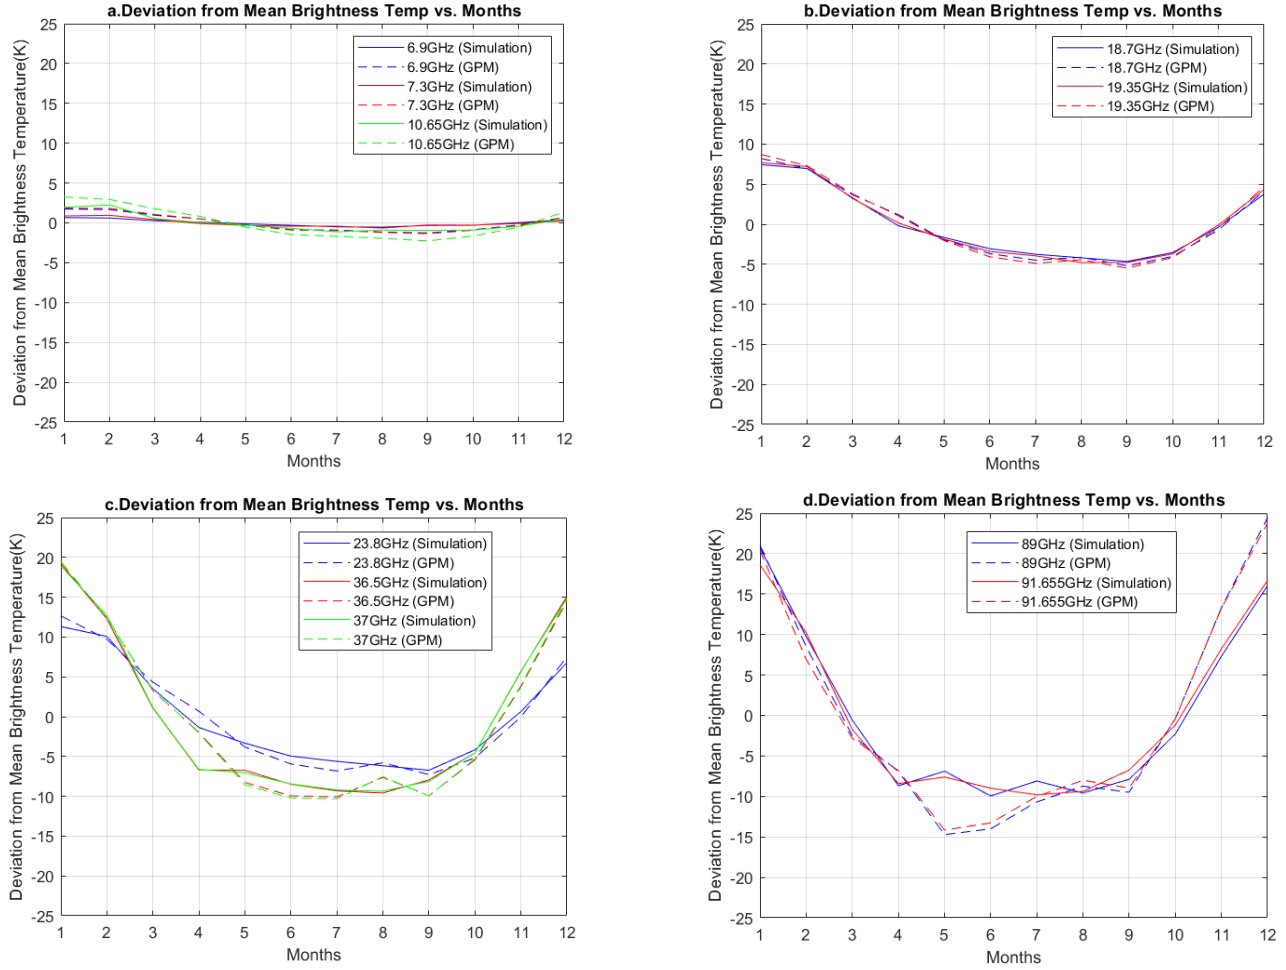 a.Deviation from Mean Brightness Temp vs. Months
25
20
15
10
5
0
-5
-10
-15
-20
-25
Deviation from Mean Brightness Temperature(K)
6.9GHz (Simulation)
6.9GHz (GPM)
7.3GHz (Simulation)
7.3GHz (GPM)
10.65GHz (Simulation)
10.65GHz (GPM)
1 2 3 4 5 6 7 8 9 10 11 12
Months
b.Deviation from Mean Brightness Temp vs. Months
25
20
15
10
5
0
-5
-10
-15
-20
-25
Deviation from Mean Brightness Temperature(K)
18.7GHz (Simulation)
18.7GHz (GPM)
19.35GHz (Simulation)
19.35GHz (GPM)
1 2 3 4 5 6 7 8 9 10 11 12
Months
c.Deviation from Mean Brightness Temp vs. Months
25
20
15
10
5
0
-5
-10
-15
-20
-25
Deviation from Mean Brightness Temperature(K)
23.8GHz (Simulation)
23.8GHz (GPM)
36.5GHz (Simulation)
36.5GHz (GPM)
37GHz (Simulation)
37GHz (GPM)
1 2 3 4 5 6 7 8 9 10 11 12
Months
d.Deviation from Mean Brightness Temp vs. Months
25
20
15
10
5
0
-5
-10
-15
-20
-25
Deviation from Mean Brightness Temperature(K)
89GHz (Simulation)
89GHz (GPM)
91.655GHz (Simulation)
91.655GHz (GPM)
1 2 3 4 5 6 7 8 9 10 11 12
Months